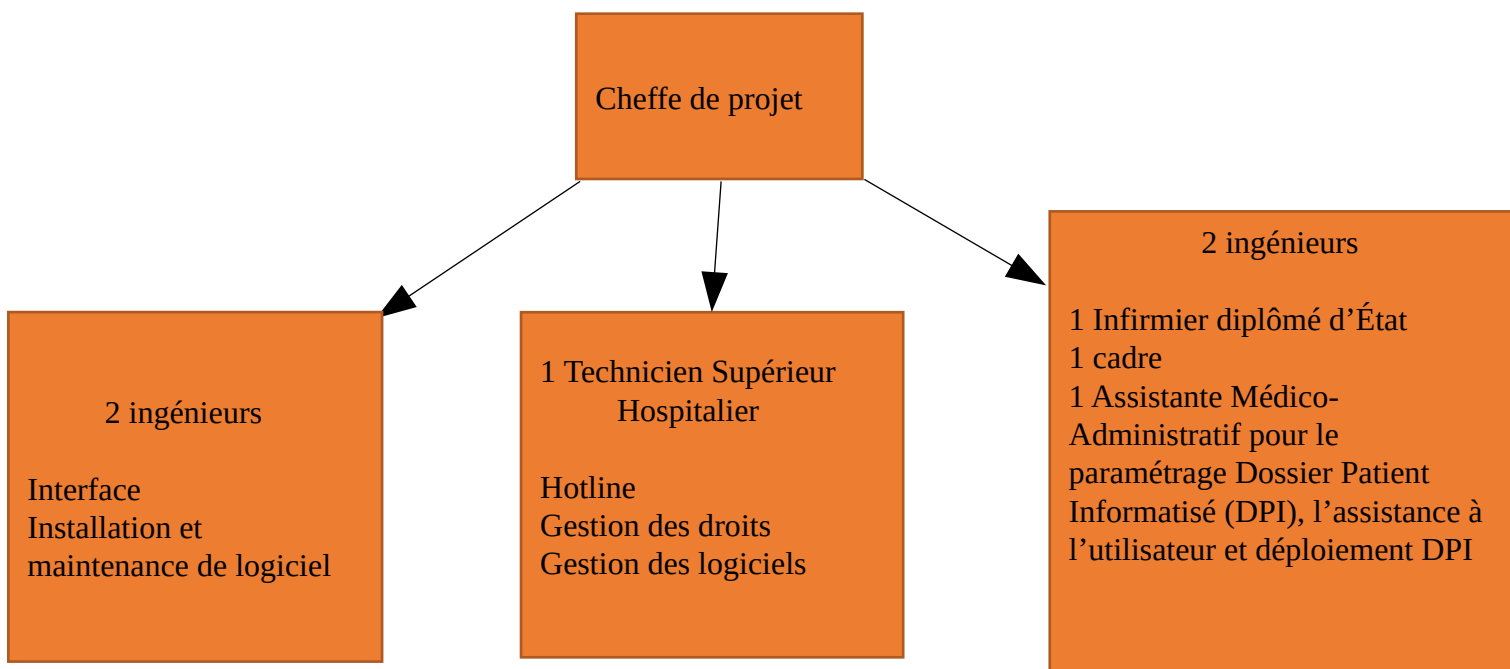 Cheffe de projet
2 ingénieurs
Interface
Installation et
maintenance de logiciel
1 Technicien Supérieur
Hospitalier
Hotline
Gestion des droits
Gestion des logiciels
2 ingénieurs
1 Infirmier diplômé d’État
1 cadre
1 Assistante Médico-
Administratif pour le
paramétrage Dossier Patient
Informatisé (DPI), l’assistance à
l’utilisateur et déploiement DPI